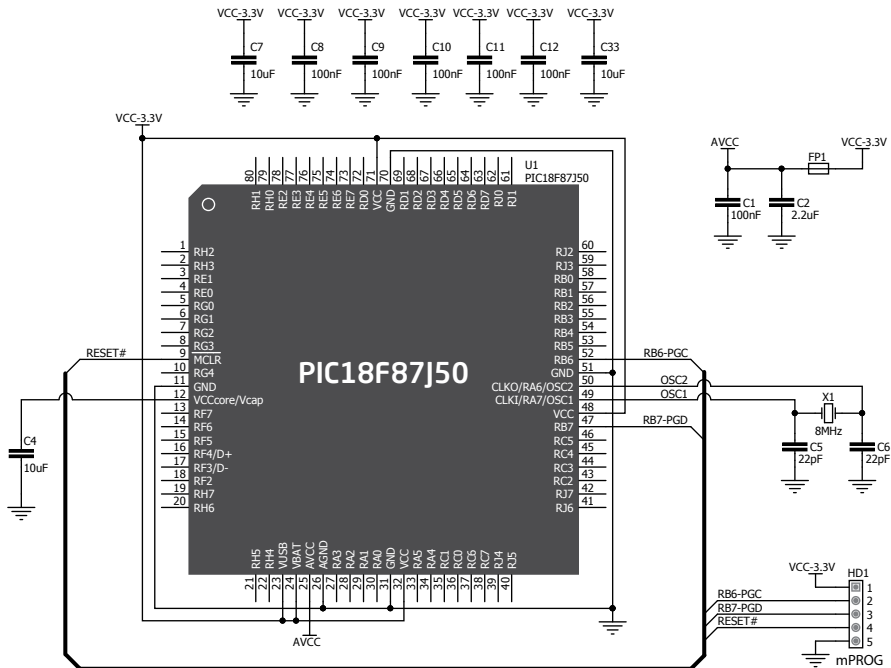 VCC-3.3V VCC-3.3V VCC-3.3V VCC-3.3V VCC-3.3V VCC-3.3V VCC-3.3V
C7 C8 C9 C10 C11 C12 C33
10uF 100nF 100nF 100nF 100nF 100nF 10uF
VCC-3.3V
AVCC VCC-3.3V
FP1
C1 C2
100nF 2.2uF
U1
PIC18F87J50
80 79 78 77 76 75 74 73 72 71 70 69 68 67 66 65 64 63 62 61
RH1 RH0 RE2 RE3 RE4 RE5 RE6 RE7 RD0 VCC GND RD1 RD2 RD3 RD4 RD5 RD6 RD7 RJ0 RJ1
1 RH2 RJ2 60
2 RH3 RJ3 59
3 RE1 RB0 58
4 RE0 RB1 57
5 RG0 RB2 56
6 RG1 RB3 55
7 RG2 RB4 54
8 RG3 RB5 53
RESET# 9 MCLR RB6 52 RB6-PGC
10 RG4 GND 51
11 GND CLKO/RA6/OSC2 50 OSC2
12 VCCcore/Vcap CLKI/RA7/OSC1 49 OSC1
13 RF7 VCC 48
14 RF6 RB7 47 RB7-PGD
15 RF5 RC5 46
16 RF4/D+ RC4 45
17 RF3/D- RC3 44
18 RF2 RC2 43
19 RH7 RJ7 42
20 RH6 RJ6 41
PIC18F87J50
X1
8MHz
C4
10uF
C5 C6
22pF 22pF
RH5 RH4 VUSB VBAT AVCC AGND RA3 RA2 RA1 RA0 GND VCC RA5 RA4 RC1 RC0 RC6 RC7 RJ4 RJ5
21 22 23 24 25 26 27 28 29 30 31 32 33 34 35 36 37 38 39 40
AVCC
VCC-3.3V HD1
1
RB6-PGC 2
RB7-PGD 3
RESET# 4
5
mPROG